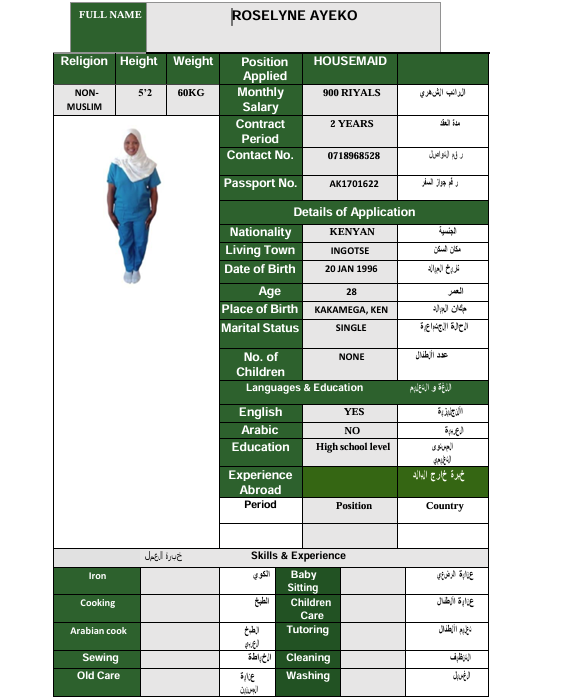 FULL NAME ROSELYNE AYEKO
Religion Height Weight Position Applied HOUSEMAID
NON-MUSLIM 5'2 60KG Monthly Salary 900 RIYALS الراتب الشهري
Contract Period 2 YEARS مدة العقد
Contact No. 0718968528 رقم التواصل
Passport No. AK1701622 رقم جواز السفر
Details of Application
Nationality KENYAN الجنسية
Living Town INGOTSE مكان السكن
Date of Birth 20 JAN 1996 تاريخ الميلاد
Age 28 العمر
Place of Birth KAKAMEGA, KEN مكان الميلاد
Marital Status SINGLE الحالة الاجتماعية
No. of Children NONE عدد الأطفال
Languages & Education اللغة و التعليم
English YES الانجليزية
Arabic NO العربية
Education High school level المستوى التعليمي
Experience Abroad خبرة خارج البلاد
Period Position Country
خبرة العمل Skills & Experience
Iron الكوي Baby Sitting عناية الرضع
Cooking الطبخ Children Care عناية الأطفال
Arabian cook الطبخ العربي Tutoring تعليم الأطفال
Sewing الخياطة Cleaning التنظيف
Old Care عناية المسنين Washing الغسيل